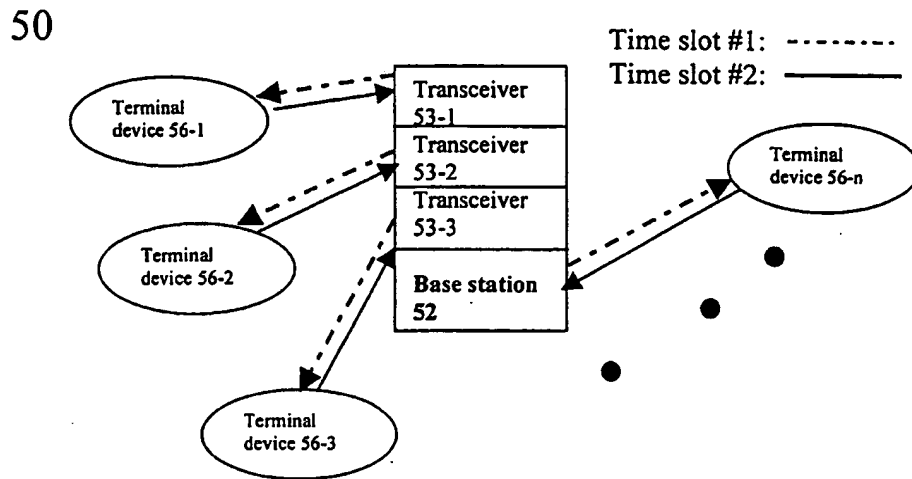 50
Time slot #1:
Time slot #2:
Terminal
device 56-1
Transceiver
53-1
Transceiver
53-2
Transceiver
53-3
Base station
52
Terminal
device 56-n
Terminal
device 56-2
Terminal
device 56-3